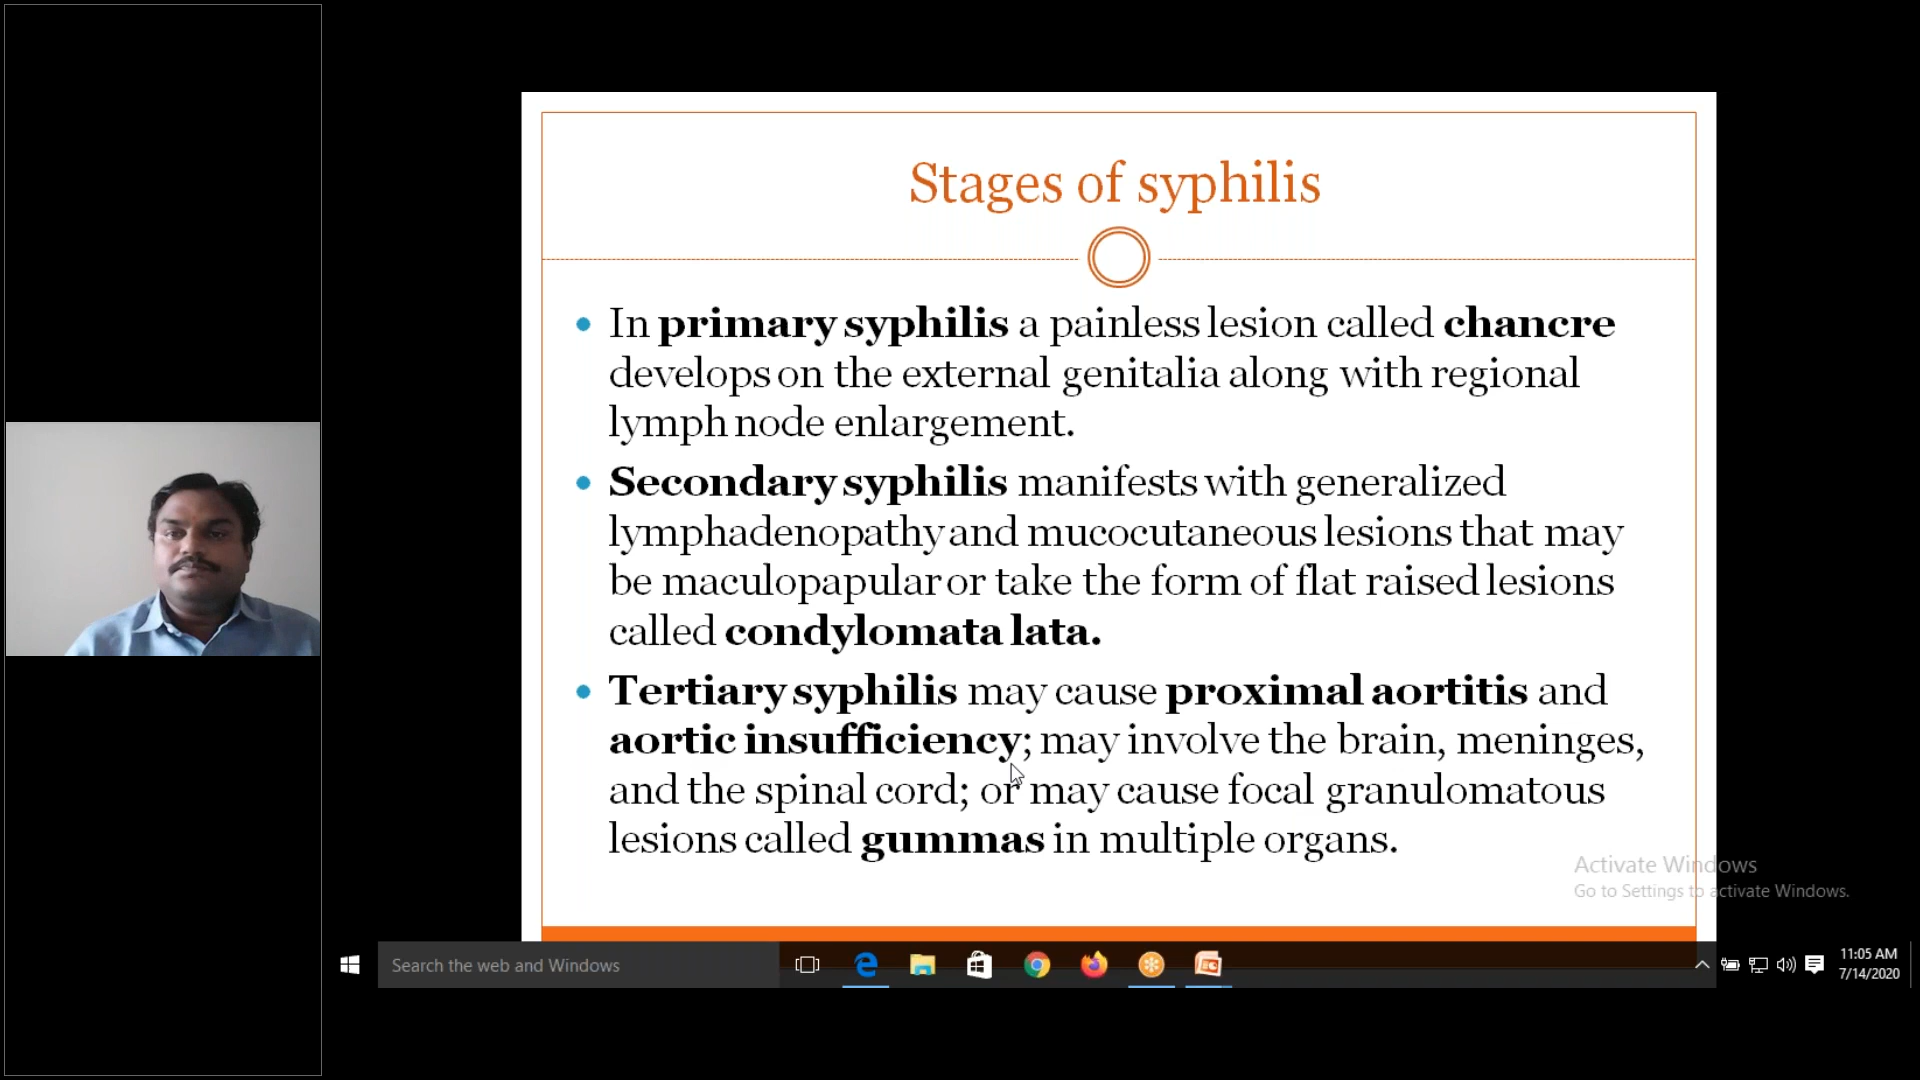 Stages of syphilis
In primary syphilis a painless lesion called chancre
develops on the external genitalia along with regional
lymph node enlargement.
Secondary syphilis manifests with generalized
lymphadenopathy and mucocutaneous lesions that may
be maculopapular or take the form of flat raised lesions
called condylomata lata.
Tertiary syphilis may cause proximal aortitis and
aortic insufficiency; may involve the brain, meninges,
and the spinal cord; or may cause focal granulomatous
lesions called gummas in multiple organs.
Activate Windows
Go to Settings to activate Windows.
Search the web and Windows
11:05 AM
7/14/2020